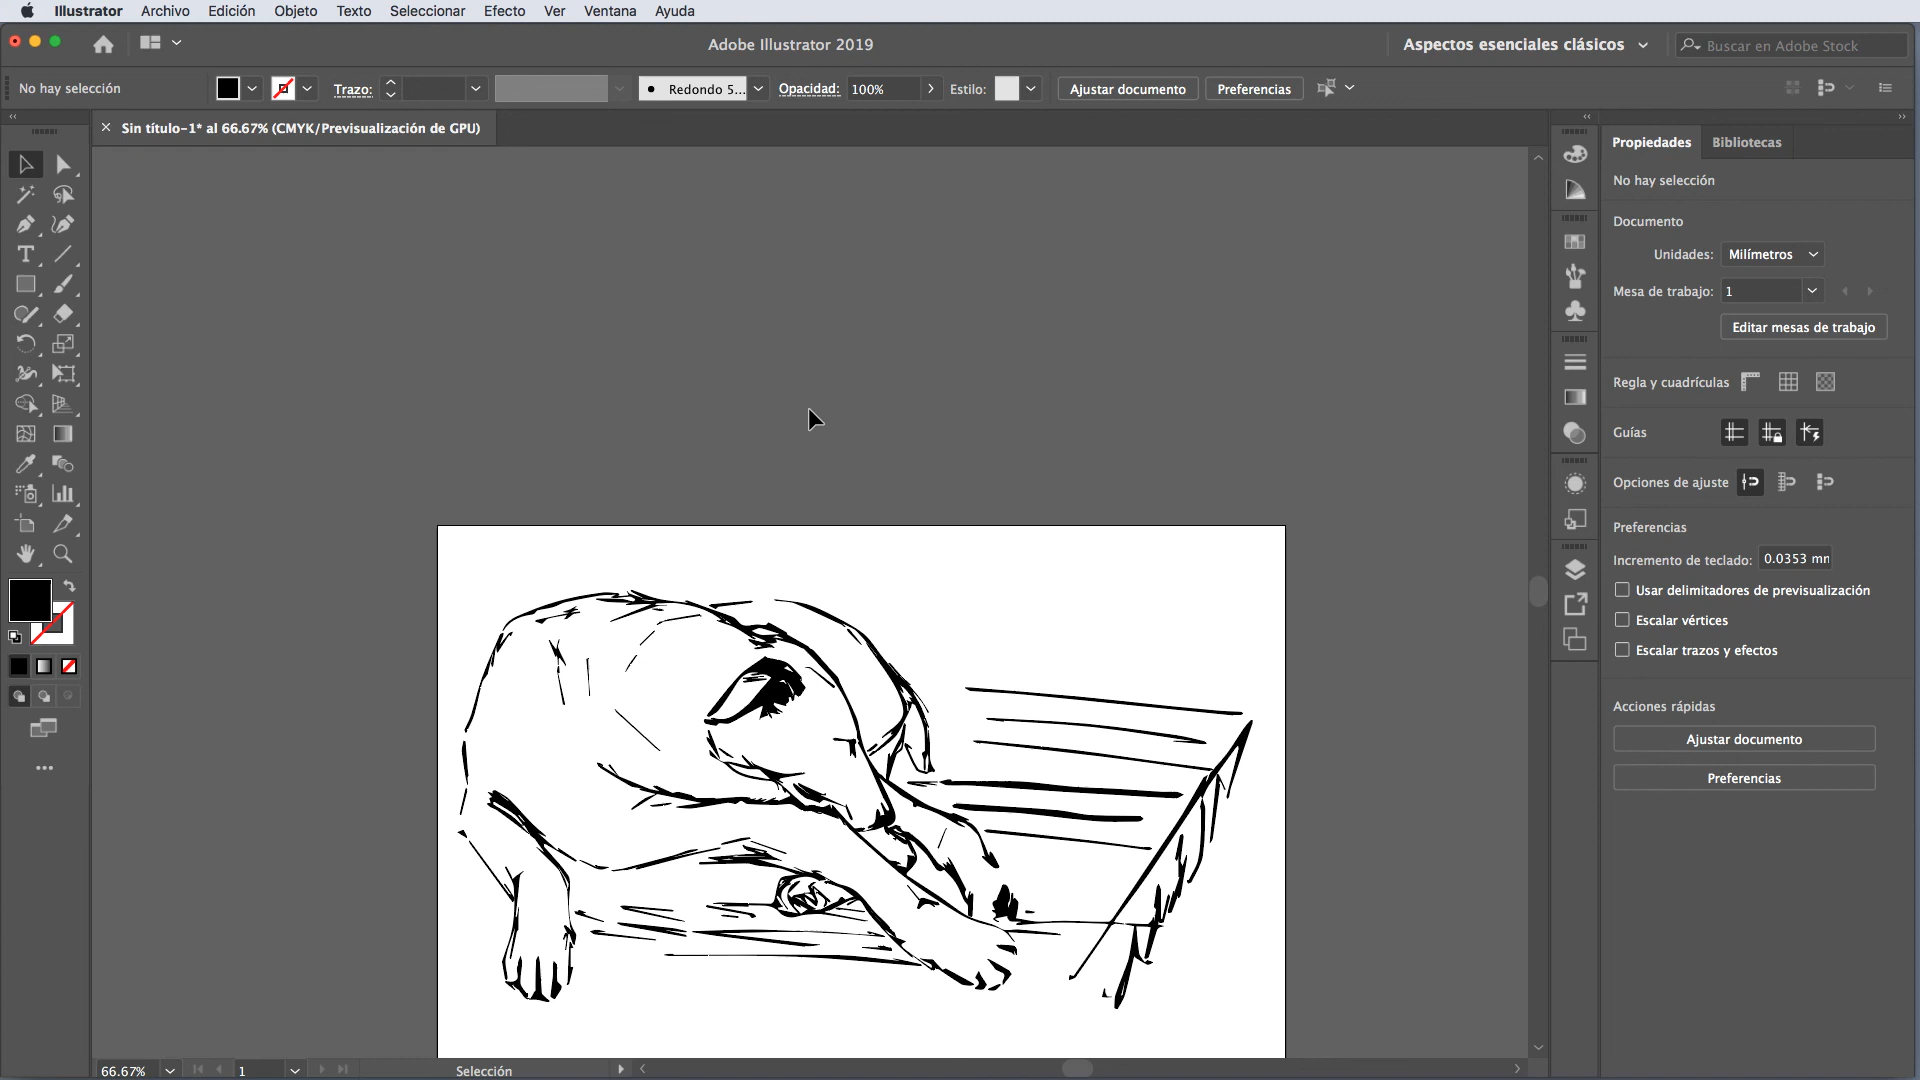 Illustrator Archivo Edición Objeto Texto Seleccionar Efecto Ver Ventana Ayuda
Adobe Illustrator 2019
Aspectos esenciales clásicos
Buscar en Adobe Stock
No hay selección
Trazo:
Redondo 5...
Opacidad: 100%
Estilo:
Ajustar documento
Preferencias
Sin título-1* al 66.67% (CMYK/Previsualización de GPU)
Propiedades Bibliotecas
No hay selección
Documento
Unidades: Milímetros
Mesa de trabajo: 1
Editar mesas de trabajo
Regla y cuadrículas
Guías
Opciones de ajuste
Preferencias
Incremento de teclado: 0.0353 mm
Usar delimitadores de previsualización
Escalar vértices
Escalar trazos y efectos
Acciones rápidas
Ajustar documento
Preferencias
66.67% 1 Selección